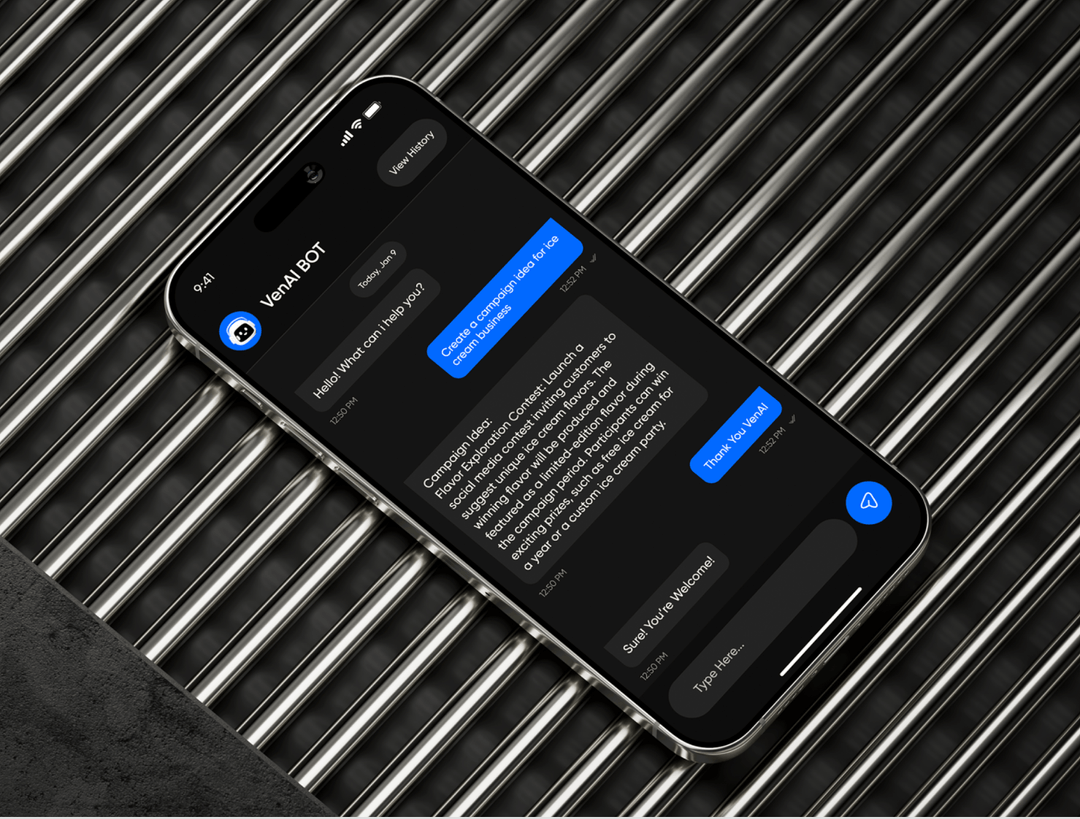 9:41
VenAI BOT
View History
Today, Jan 9
Hello! What can i help you?
12:50 PM
Create a campaign idea for ice
cream business
12:52 PM
Campaign Idea:
Flavor Exploration Contest: Launch a
social media contest inviting customers to
suggest unique ice cream flavors. The
winning flavor will be produced and
featured as a limited-edition flavor during
the campaign period. Participants can win
exciting prizes, such as free ice cream for
a year or a custom ice cream party.
12:50 PM
Thank You VenAI
12:52 PM
Sure! You're Welcome!
12:50 PM
Type Here...